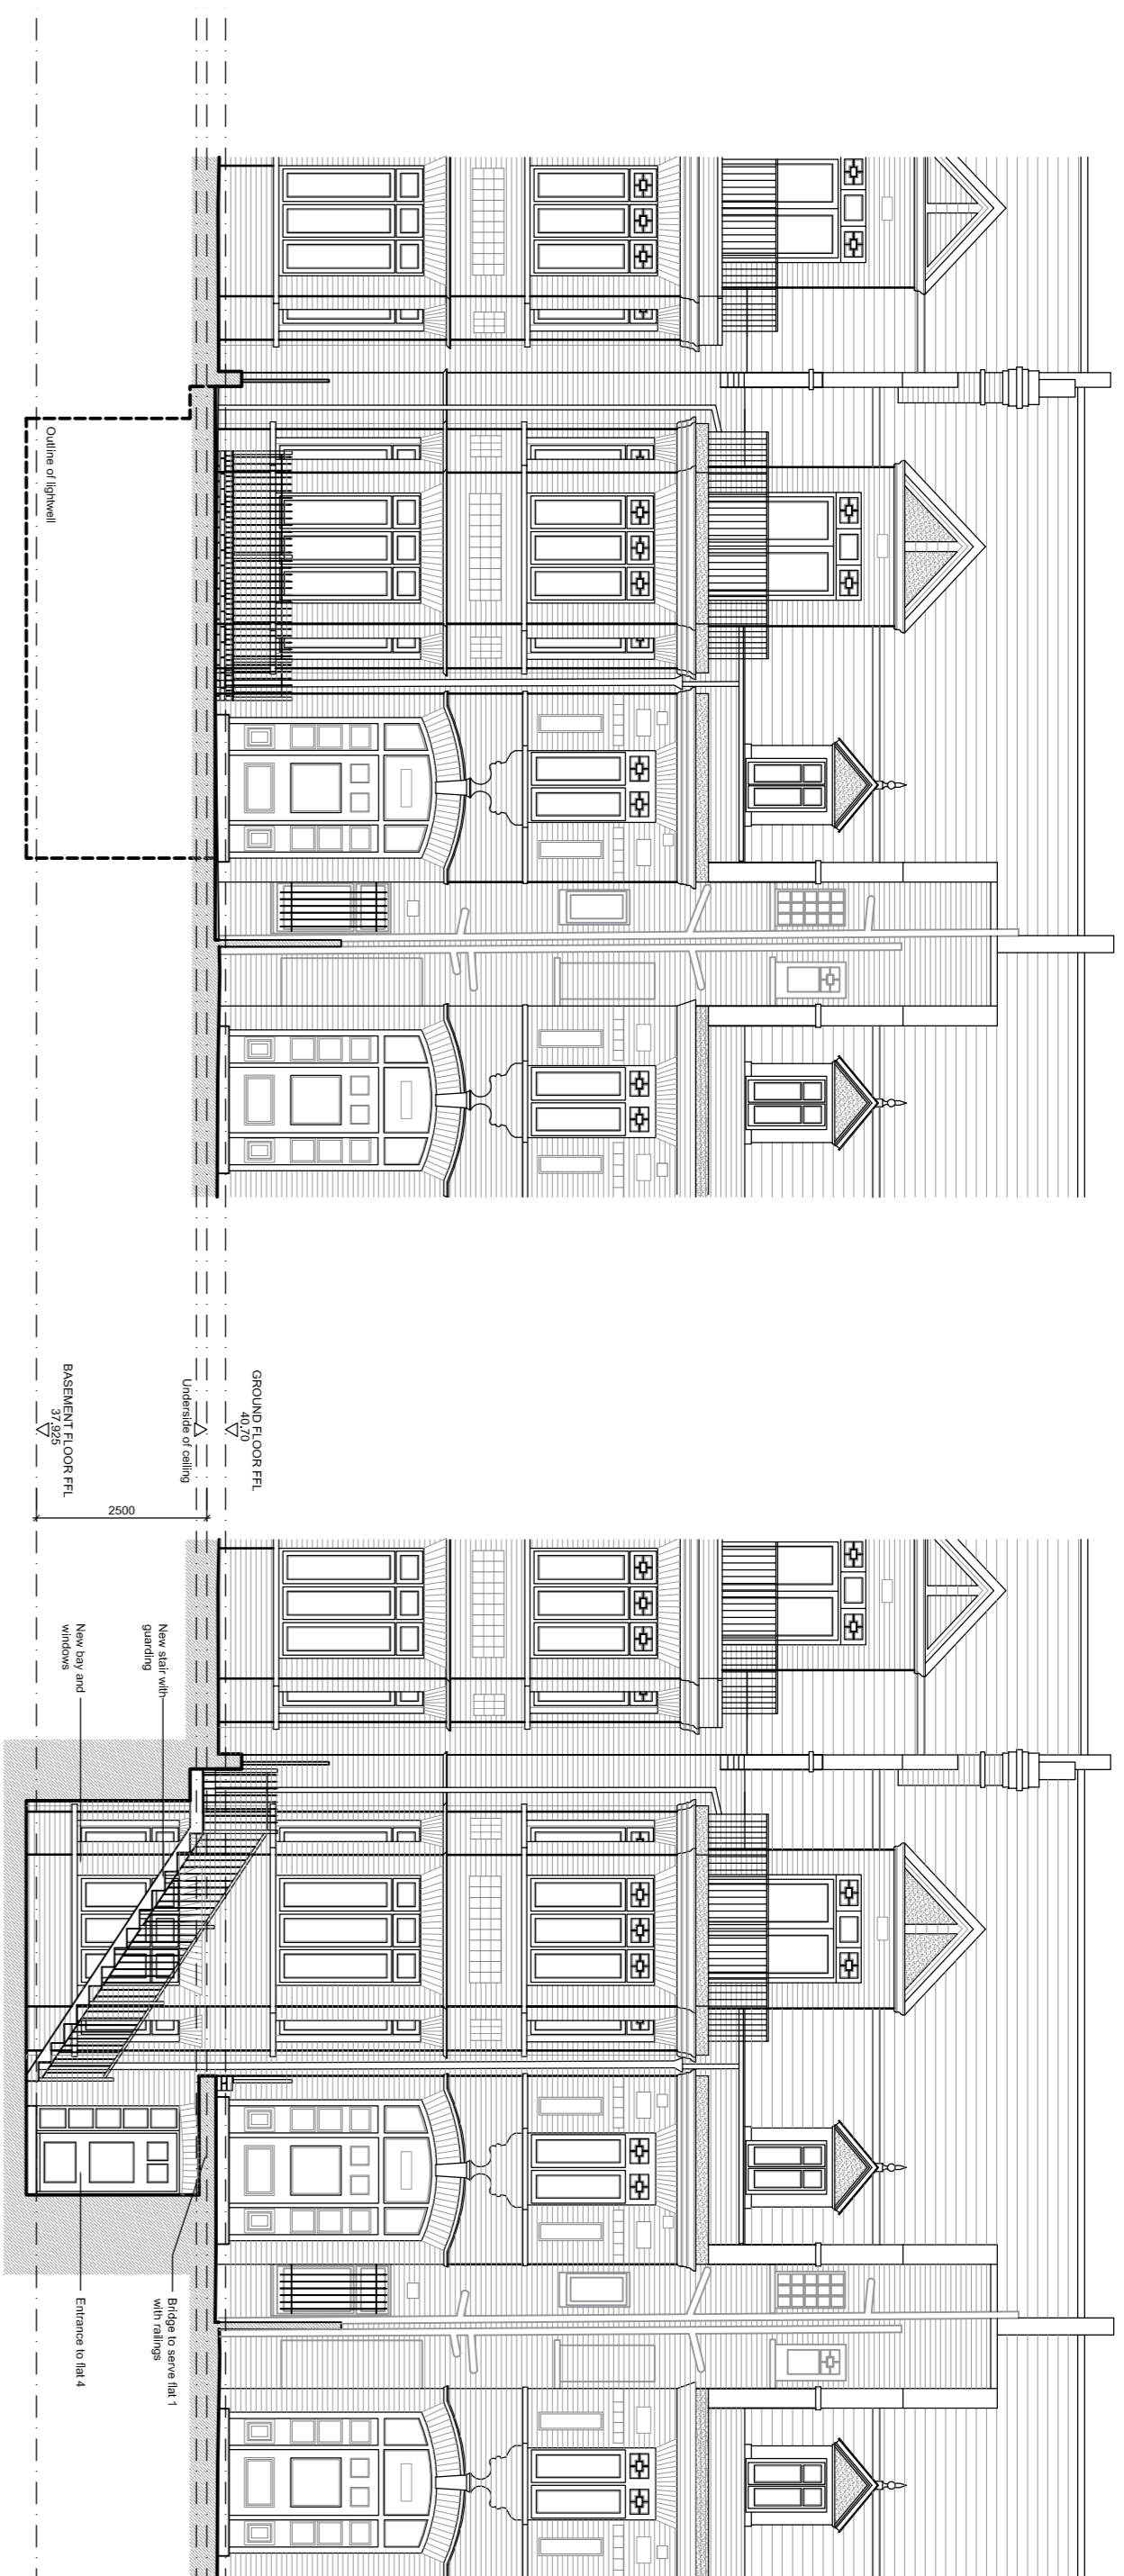 Outline of lightwell
GROUND FLOOR FFL
40.70
Underside of ceiling
BASEMENT FLOOR FFL
37.925
2500
New stair with
guarding
New bay and
windows
Bridge to serve flat 1
with railings
Entrance to flat 4